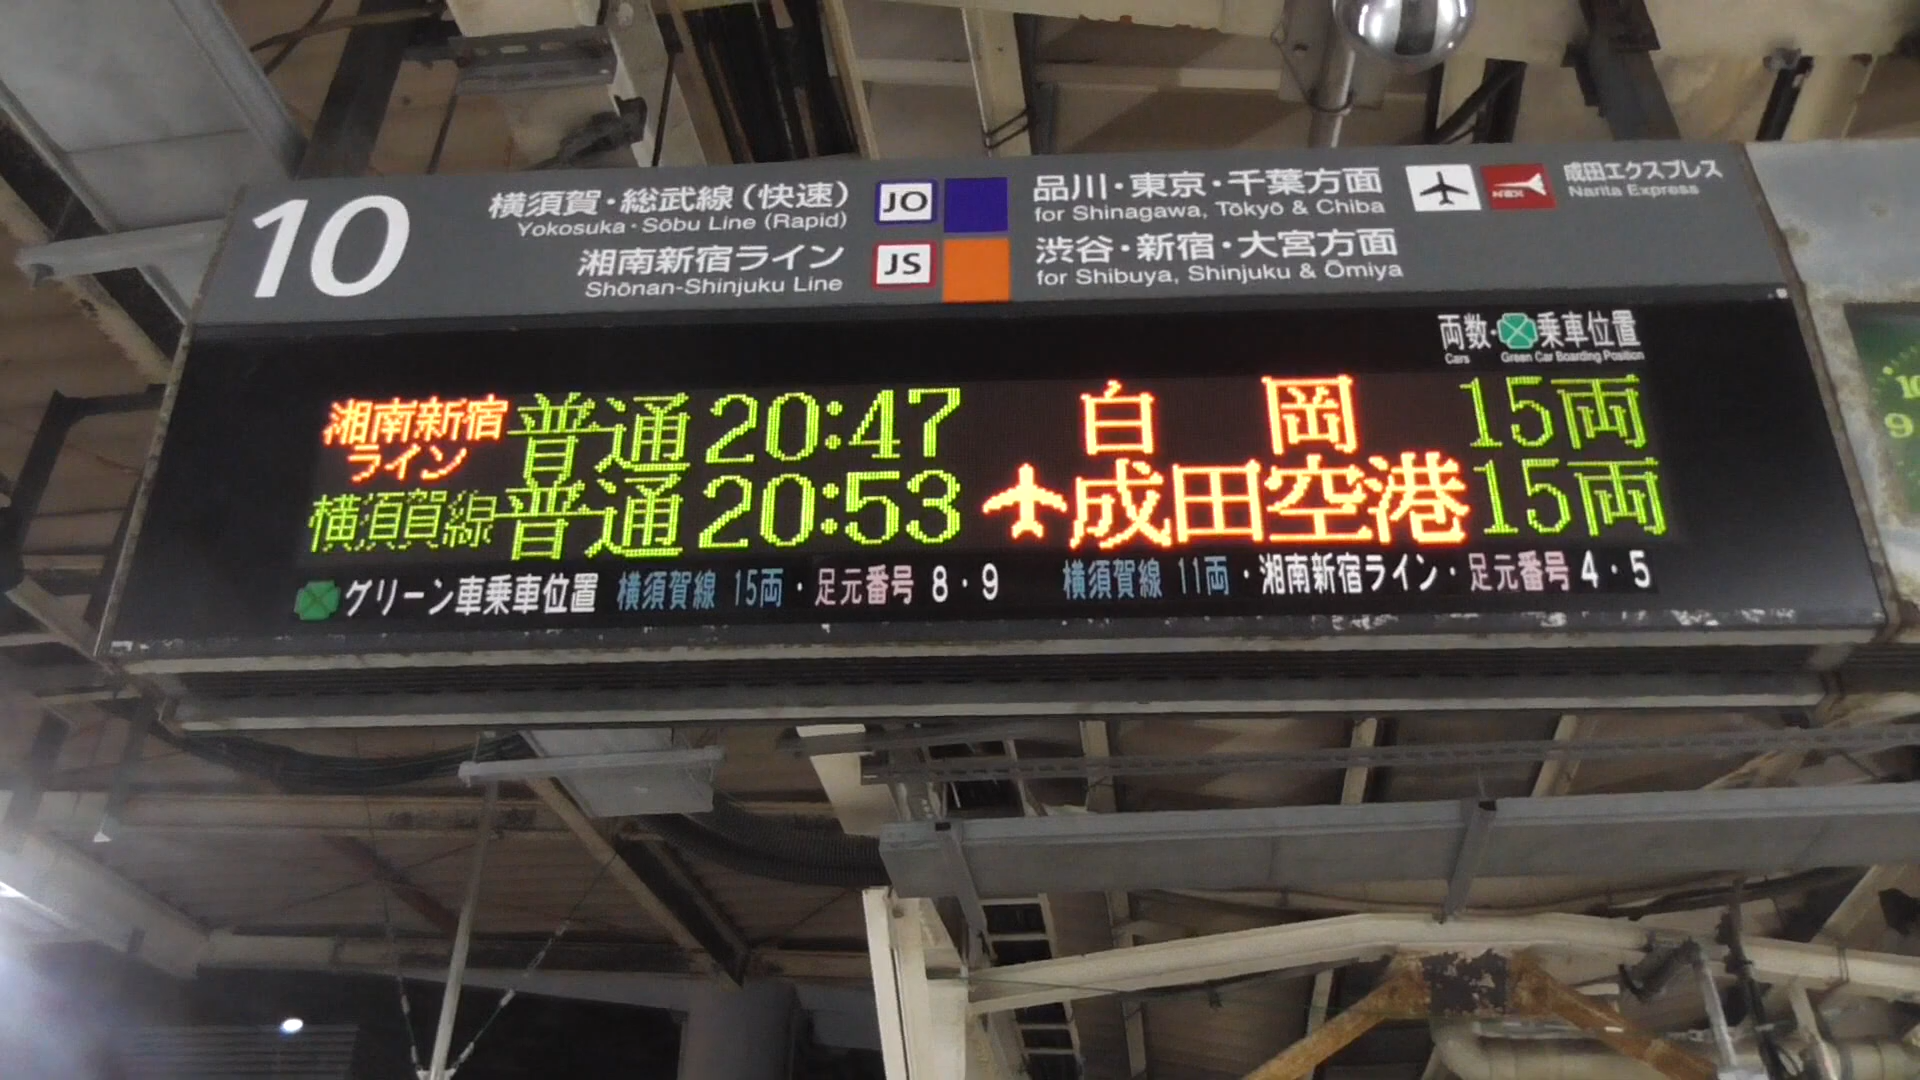 10
横須賀・総武線(快速) JO 品川・東京・千葉方面 NEX 成田エクスプレス
Yokosuka・Sōbu Line (Rapid) for Shinagawa, Tōkyō & Chiba Narita Express
湘南新宿ライン JS 渋谷・新宿・大宮方面
Shōnan-Shinjuku Line for Shibuya, Shinjuku & Ōmiya
両数・乗車位置
Cars Green Car Boarding Position
湘南新宿ライン 普通 20:47 白岡 15両
横須賀線 普通 20:53 成田空港 15両
グリーン車乗車位置 横須賀線 15両・足元番号 8・9 横須賀線 11両・湘南新宿ライン・足元番号 4・5
10
9